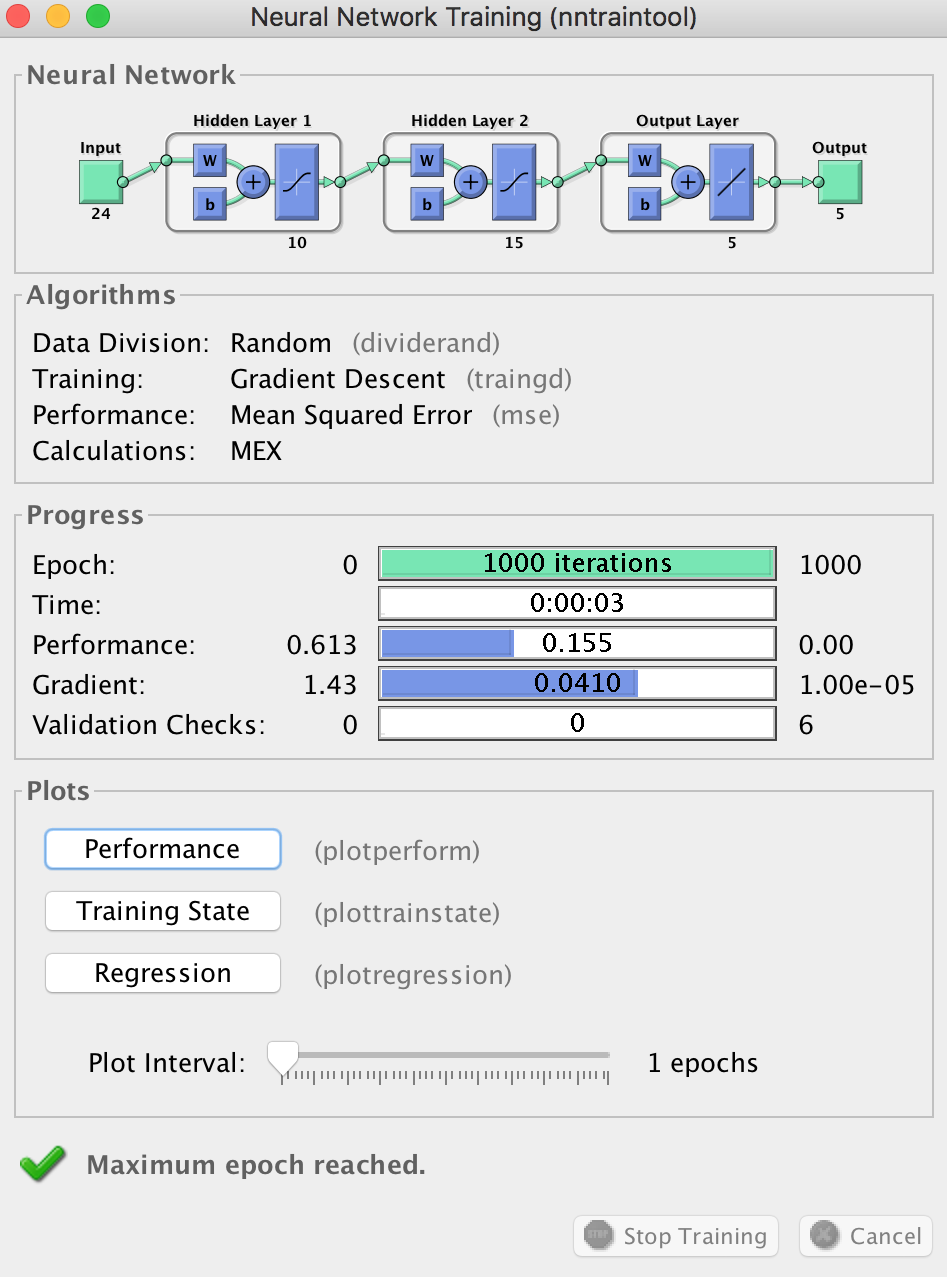 Neural Network Training (nntraintool)
Neural Network
Hidden Layer 1 Hidden Layer 2 Output Layer
Input Output
W W W
b b b
24 5
10 15 5
Algorithms
Data Division: Random (dividerand)
Training: Gradient Descent (traingd)
Performance: Mean Squared Error (mse)
Calculations: MEX
Progress
Epoch: 0 1000 iterations 1000
Time: 0:00:03
Performance: 0.613 0.155 0.00
Gradient: 1.43 0.0410 1.00e-05
Validation Checks: 0 0 6
Plots
Performance (plotperform)
Training State (plottrainstate)
Regression (plotregression)
Plot Interval: 1 epochs
Maximum epoch reached.
STOP Stop Training Cancel